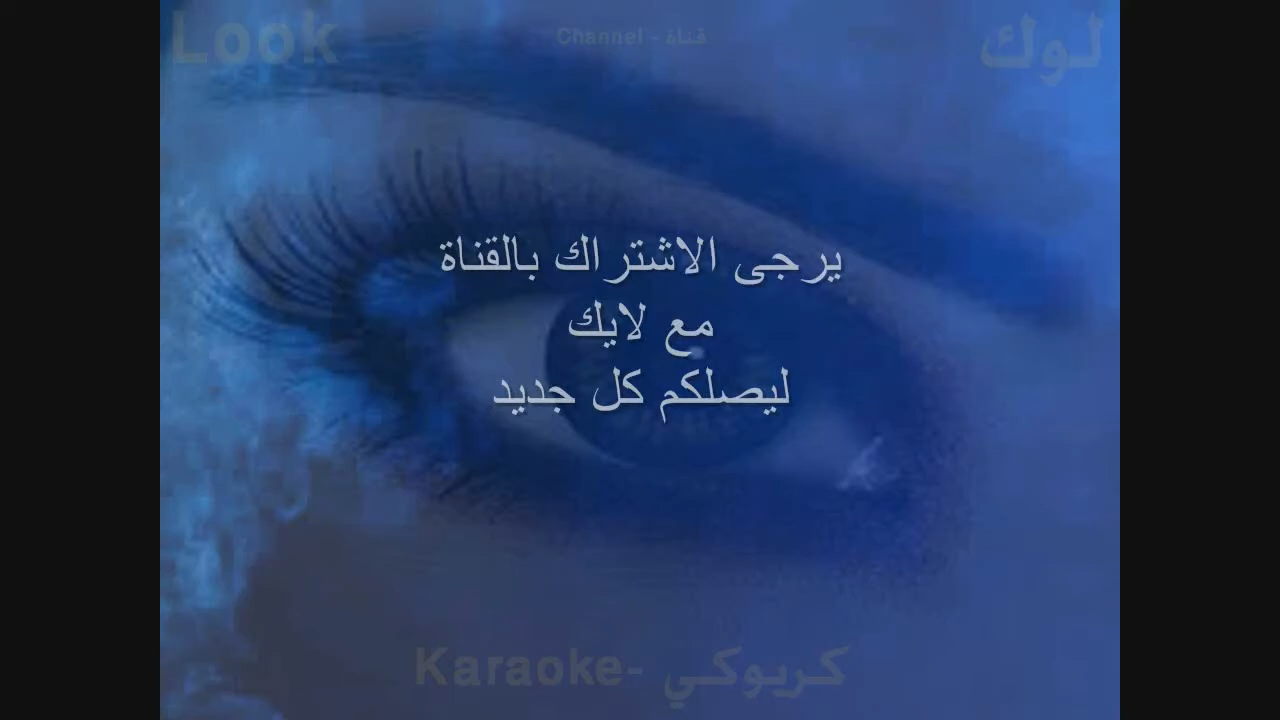 Look
Channel - قناة
لوك
يرجى الاشتراك بالقناة
مع لايك
ليصلكم كل جديد
Karaoke- كريوكي